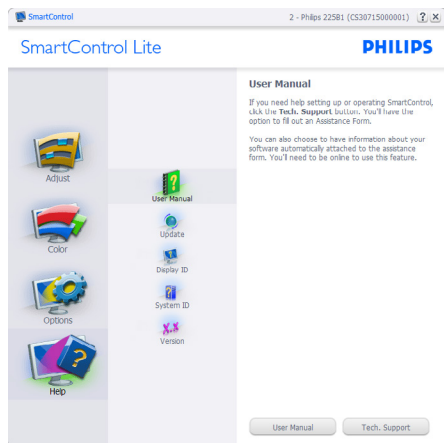 SmartControl
2 - Philips 225B1 (CS30715000001)
SmartControl Lite
PHILIPS
Adjust
Color
Options
Help
User Manual
Update
Display ID
System ID
X.X
Version
User Manual
If you need help setting up or operating SmartControl,
click the Tech. Support button. You'll have the
option to fill out an Assistance Form.
You can also choose to have information about your
software automatically attached to the assistance
form. You'll need to be online to use this feature.
User Manual
Tech. Support